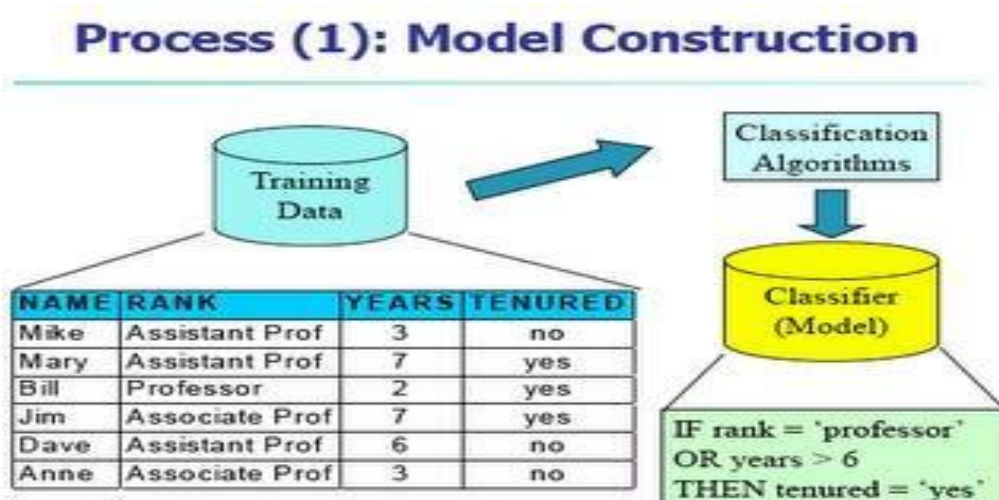 Process (1): Model Construction
Training
Data
Classification
Algorithms
Classifier
(Model)
NAME RANK YEARS TENURED
Mike Assistant Prof 3 no
Mary Assistant Prof 7 yes
Bill Professor 2 yes
Jim Associate Prof 7 yes
Dave Assistant Prof 6 no
Anne Associate Prof 3 no
IF rank = ‘professor’
OR years > 6
THEN tenured = ‘yes’